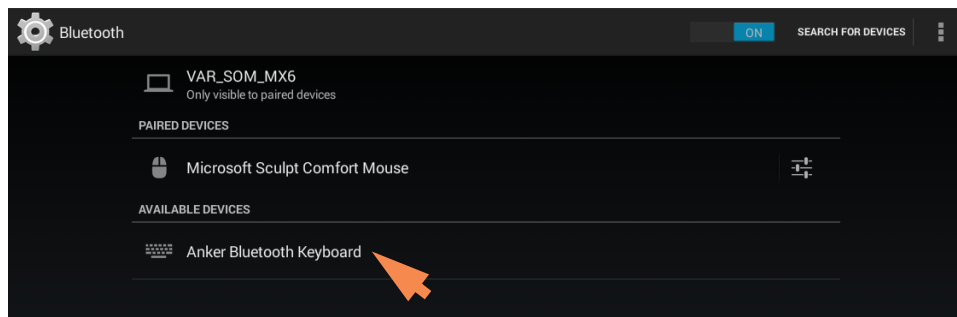 Bluetooth
ON
SEARCH FOR DEVICES
VAR_SOM_MX6
Only visible to paired devices
PAIRED DEVICES
Microsoft Sculpt Comfort Mouse
AVAILABLE DEVICES
Anker Bluetooth Keyboard